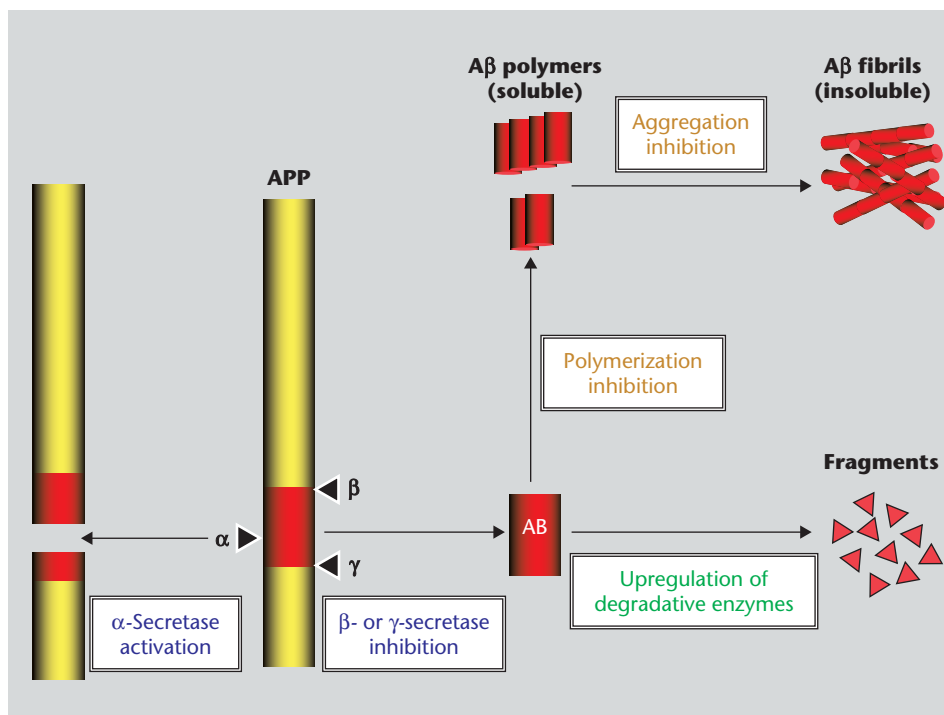 Aβ polymers
(soluble)
Aβ fibrils
(insoluble)
Aggregation
inhibition
APP
Polymerization
inhibition
Fragments
β
α
γ
AB
α-Secretase
activation
β- or γ-secretase
inhibition
Upregulation of
degradative enzymes